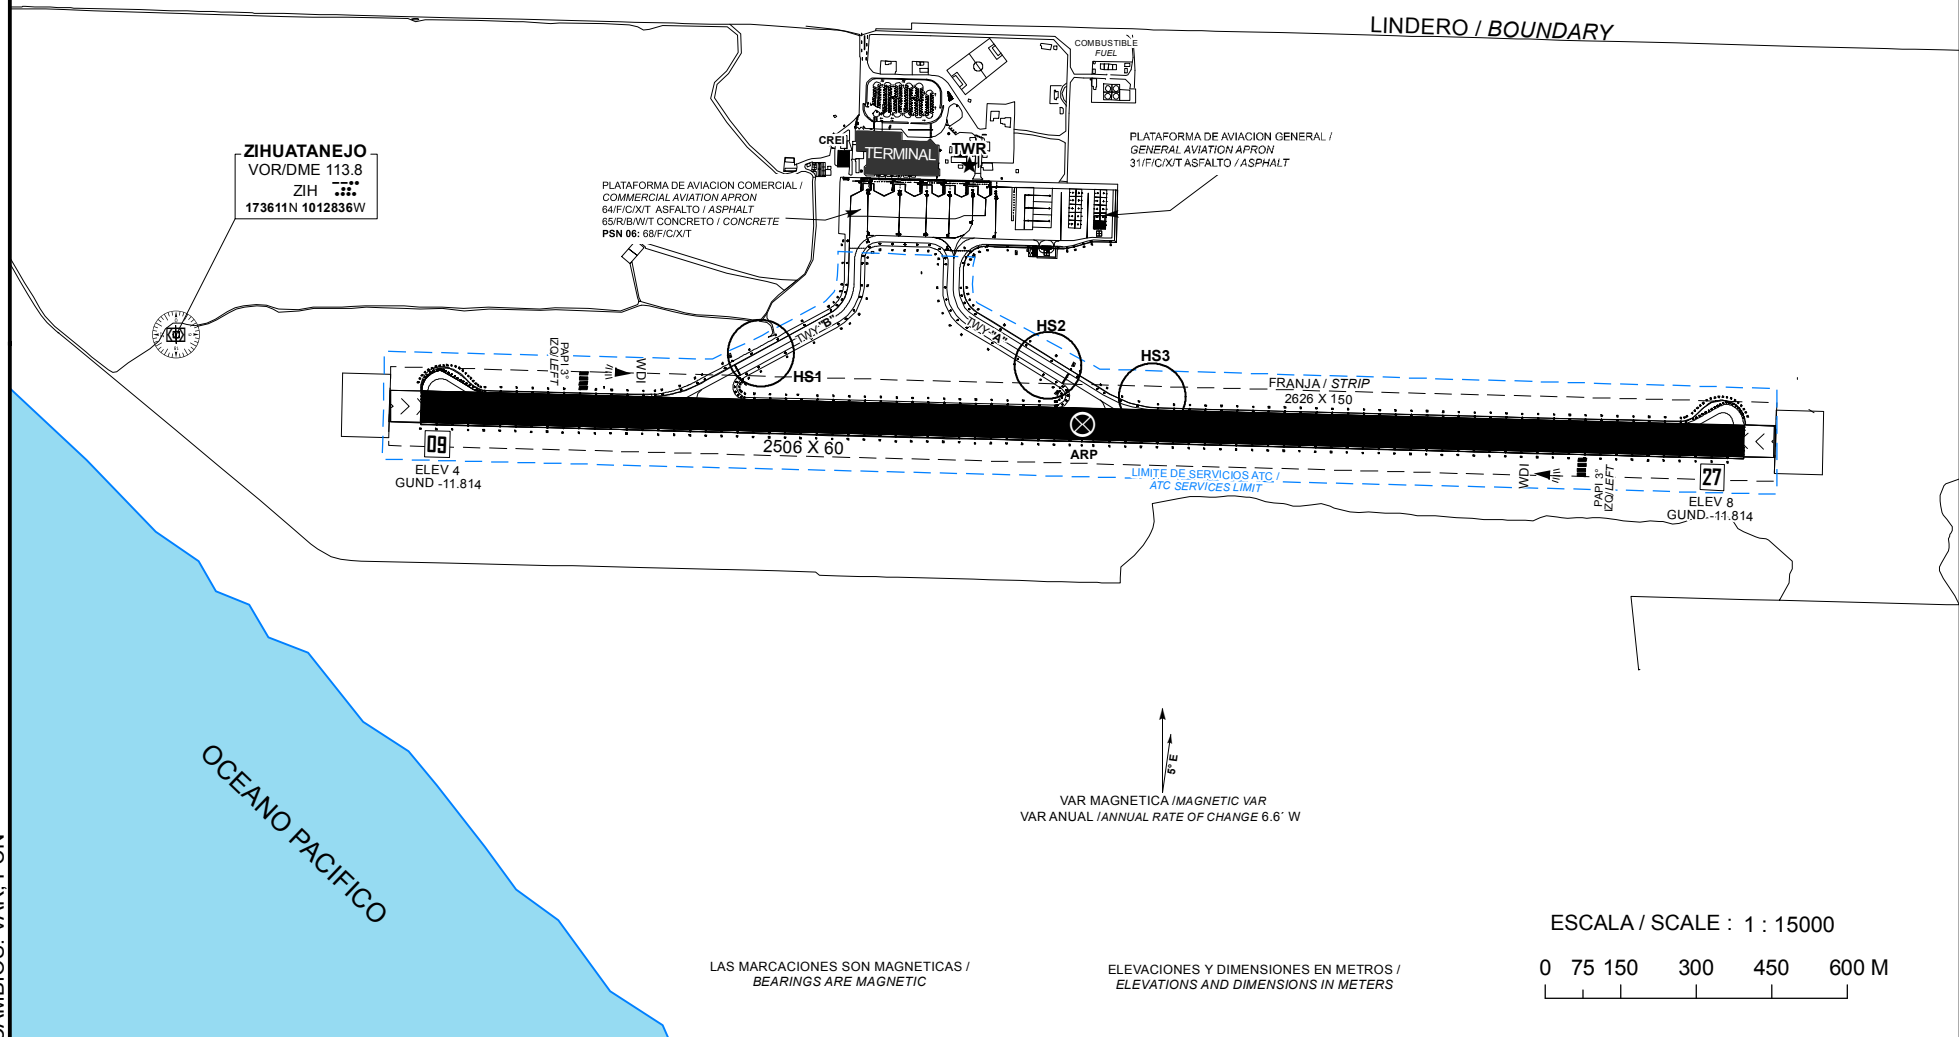 LINDERO / BOUNDARY
COMBUSTIBLE
FUEL
ZIHUATANEJO
VOR/DME 113.8
ZIH
173611N 1012836W
CREI
TERMINAL
TWR
PLATAFORMA DE AVIACION GENERAL /
GENERAL AVIATION APRON
31/F/C/X/T ASFALTO / ASPHALT
PLATAFORMA DE AVIACION COMERCIAL /
COMMERCIAL AVIATION APRON
64/F/C/X/T ASFALTO / ASPHALT
65/R/B/W/T CONCRETO / CONCRETE
PSN 06: 68/F/C/X/T
TWY "B"
TWY "A"
HS1
HS2
HS3
PAPI 3°
IZQ/LEFT
WDI
FRANJA / STRIP
2626 X 150
09
ELEV 4
GUND -11.814
2506 X 60
ARP
LIMITE DE SERVICIOS ATC /
ATC SERVICES LIMIT
WDI
PAPI 3°
IZQ/LEFT
27
ELEV 8
GUND -11.814
5° E
VAR MAGNETICA /MAGNETIC VAR
VAR ANUAL /ANNUAL RATE OF CHANGE 6.6´ W
OCEANO PACIFICO
LAS MARCACIONES SON MAGNETICAS /
BEARINGS ARE MAGNETIC
ELEVACIONES Y DIMENSIONES EN METROS /
ELEVATIONS AND DIMENSIONS IN METERS
ESCALA / SCALE : 1 : 15000
0 75 150 300 450 600 M